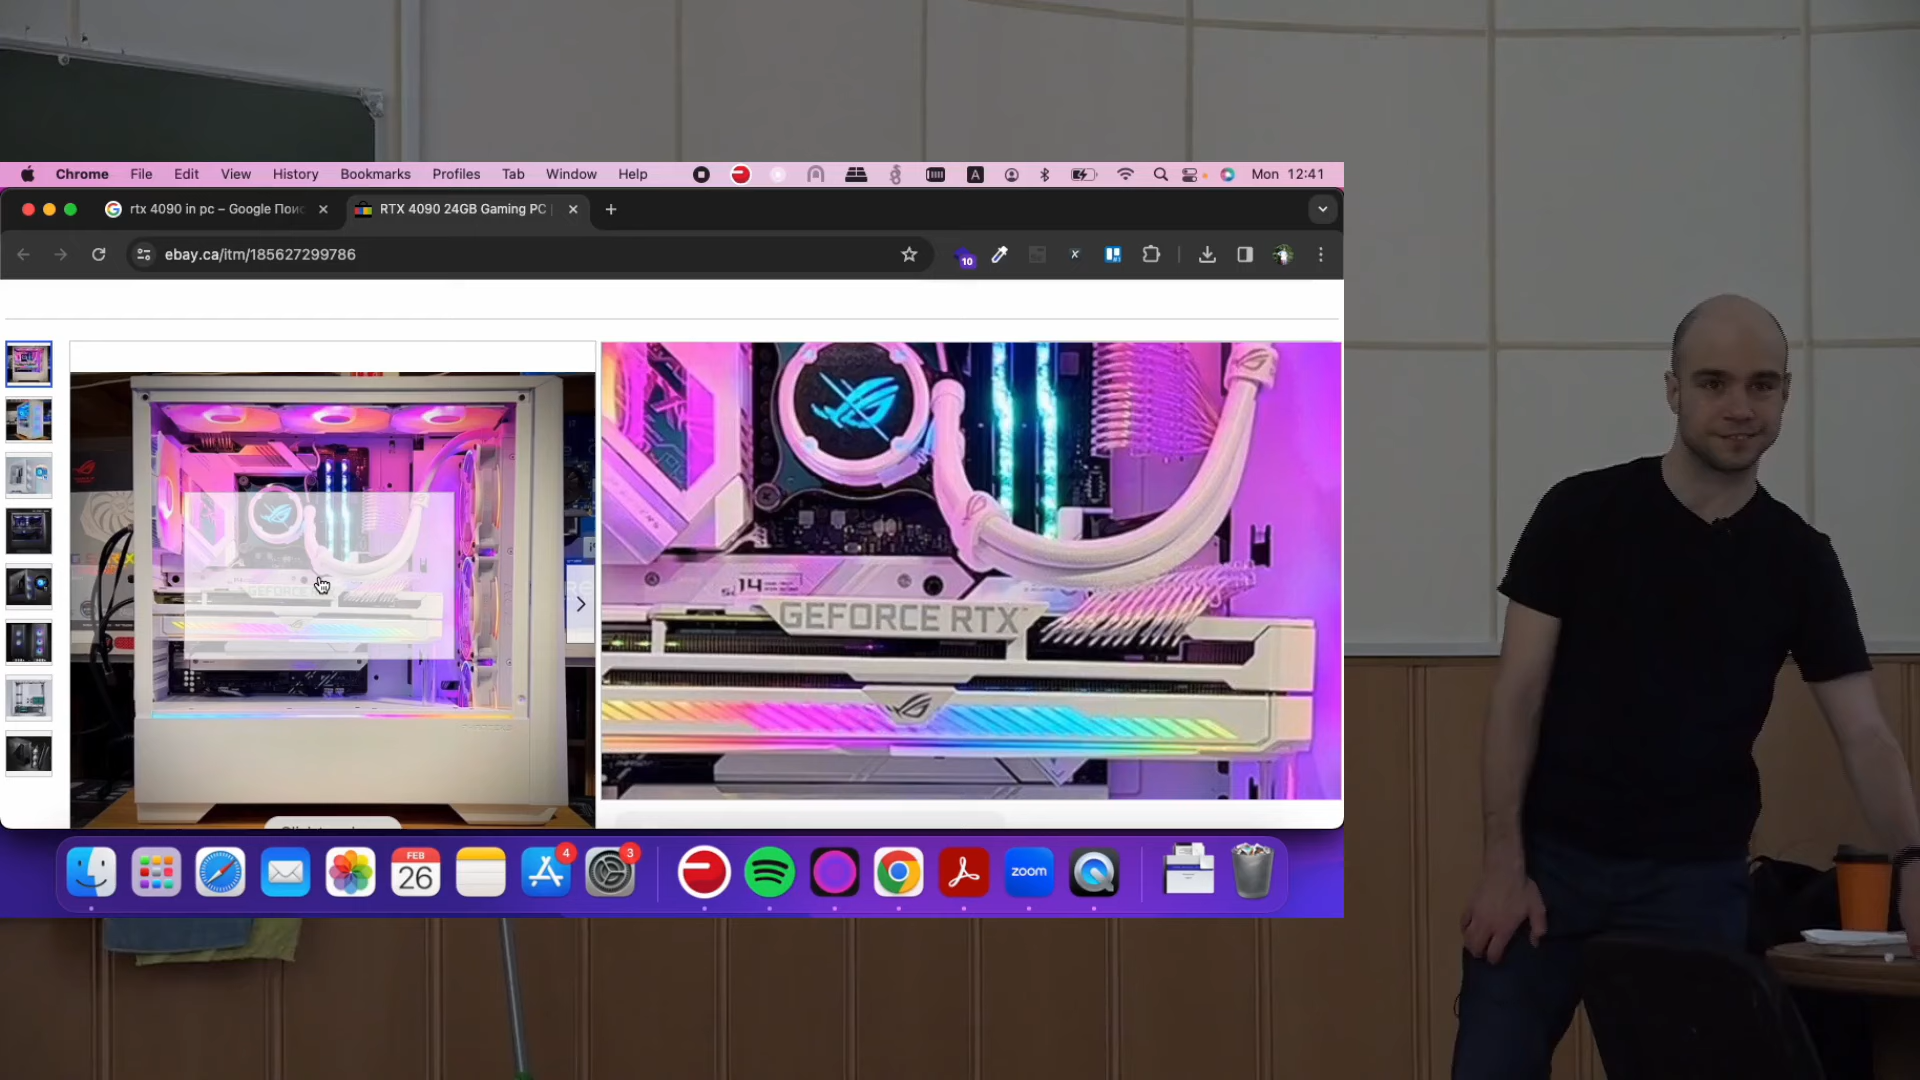 Chrome File Edit View History Bookmarks Profiles Tab Window Help A Mon 12:41
rtx 4090 in pc – Google Поис RTX 4090 24GB Gaming PC |
ebay.ca/itm/185627299786 10
14
GEFORCE RTX
FEB
26
4
3
zoom